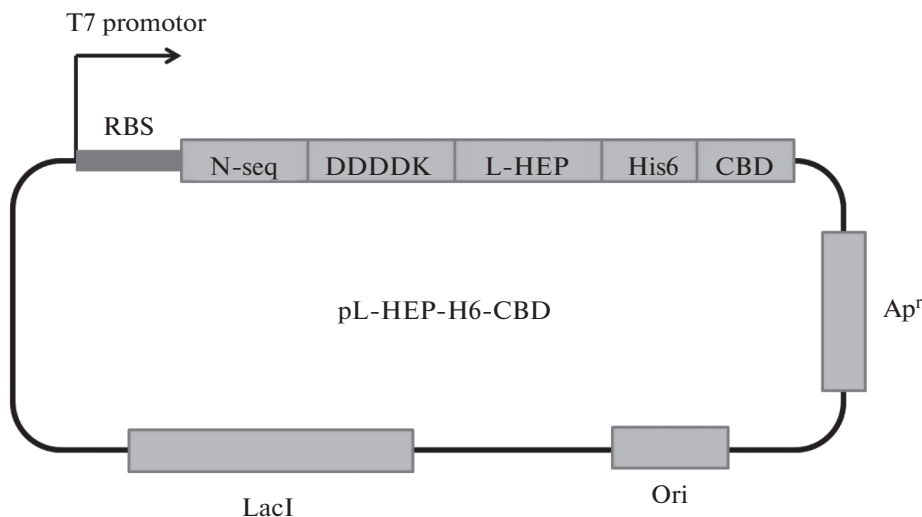 T7 promotor
RBS
N-seq DDDDK L-HEP His6 CBD
pL-HEP-H6-CBD
Apʳ
Ori
LacI